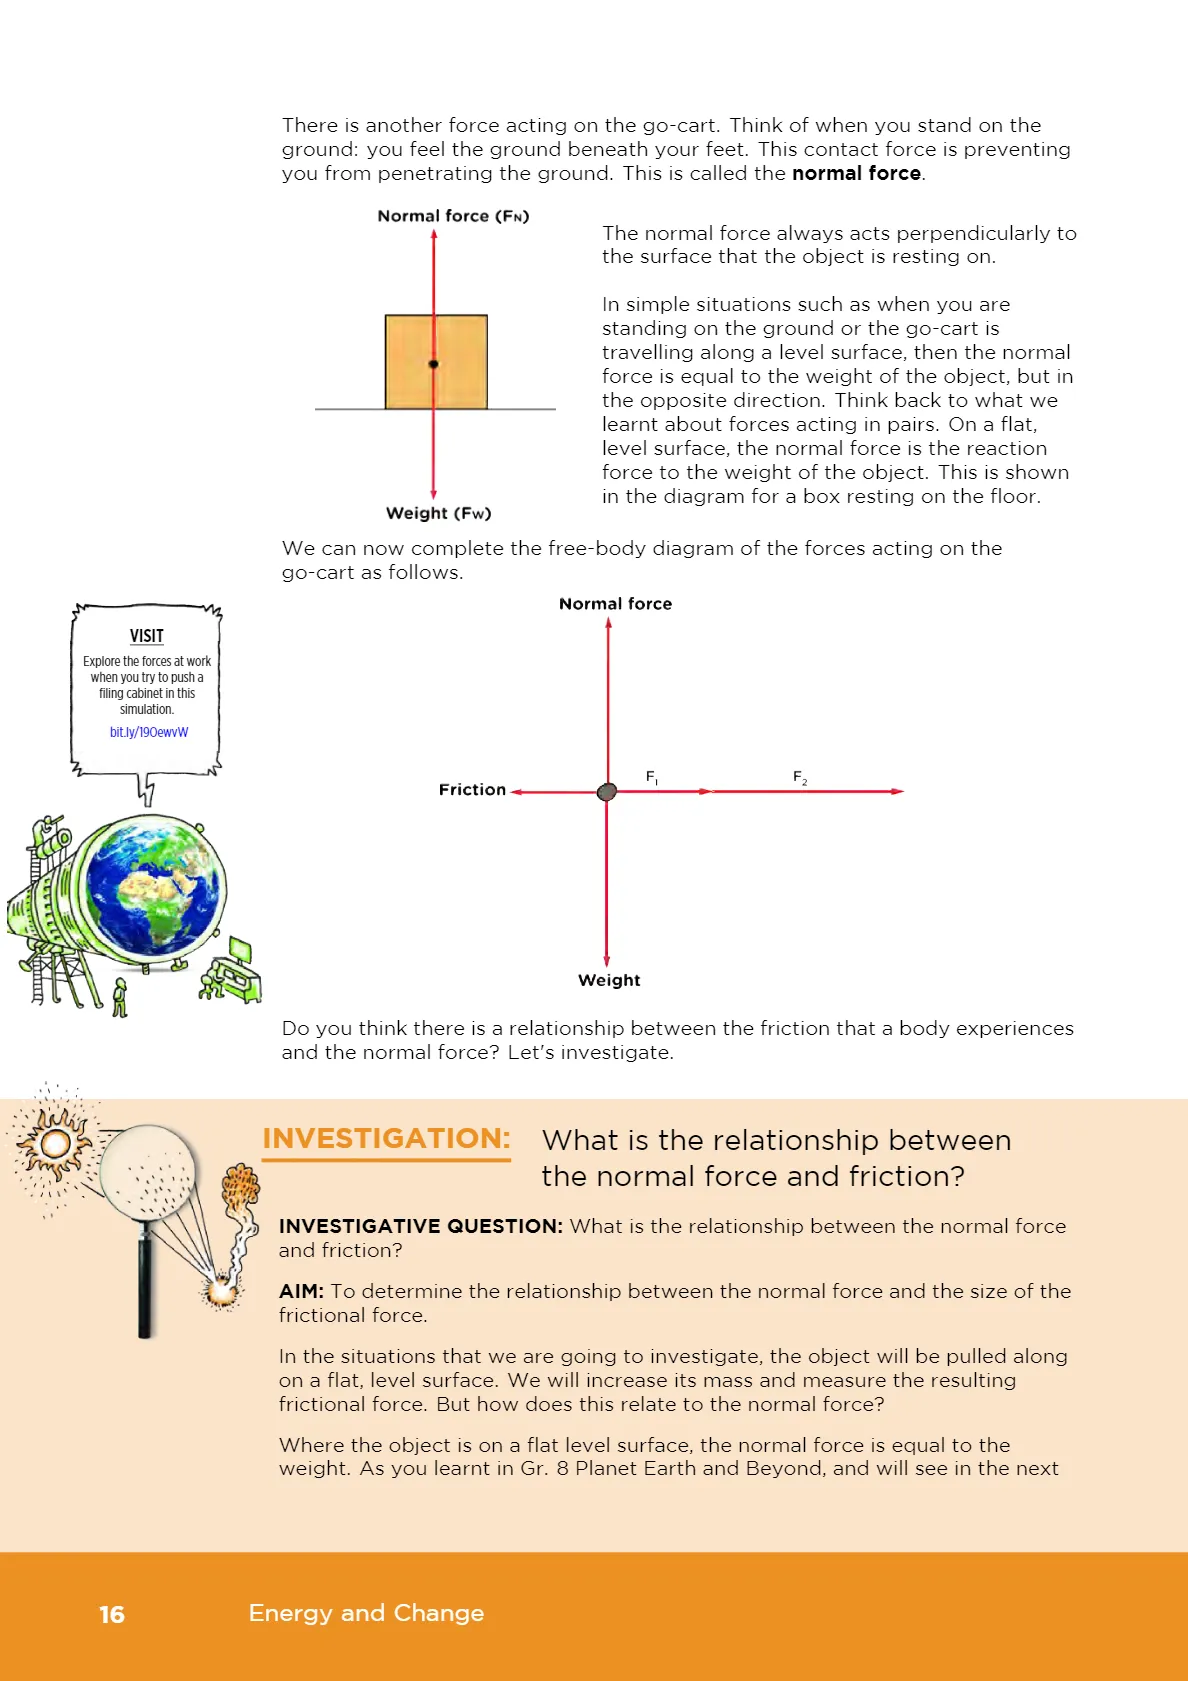 There is another force acting on the go-cart. Think of when you stand on the
ground: you feel the ground beneath your feet. This contact force is preventing
you from penetrating the ground. This is called the normal force.
Normal force (FN)
Weight (FW)
The normal force always acts perpendicularly to
the surface that the object is resting on.
In simple situations such as when you are
standing on the ground or the go-cart is
travelling along a level surface, then the normal
force is equal to the weight of the object, but in
the opposite direction. Think back to what we
learnt about forces acting in pairs. On a flat,
level surface, the normal force is the reaction
force to the weight of the object. This is shown
in the diagram for a box resting on the floor.
We can now complete the free-body diagram of the forces acting on the
go-cart as follows.
VISIT
Explore the forces at work
when you try to push a
filing cabinet in this
simulation.
bit.ly/19OewvW
Normal force
Friction
F1
F2
Weight
Do you think there is a relationship between the friction that a body experiences
and the normal force? Let's investigate.
INVESTIGATION: What is the relationship between
the normal force and friction?
INVESTIGATIVE QUESTION: What is the relationship between the normal force
and friction?
AIM: To determine the relationship between the normal force and the size of the
frictional force.
In the situations that we are going to investigate, the object will be pulled along
on a flat, level surface. We will increase its mass and measure the resulting
frictional force. But how does this relate to the normal force?
Where the object is on a flat level surface, the normal force is equal to the
weight. As you learnt in Gr. 8 Planet Earth and Beyond, and will see in the next
16 Energy and Change